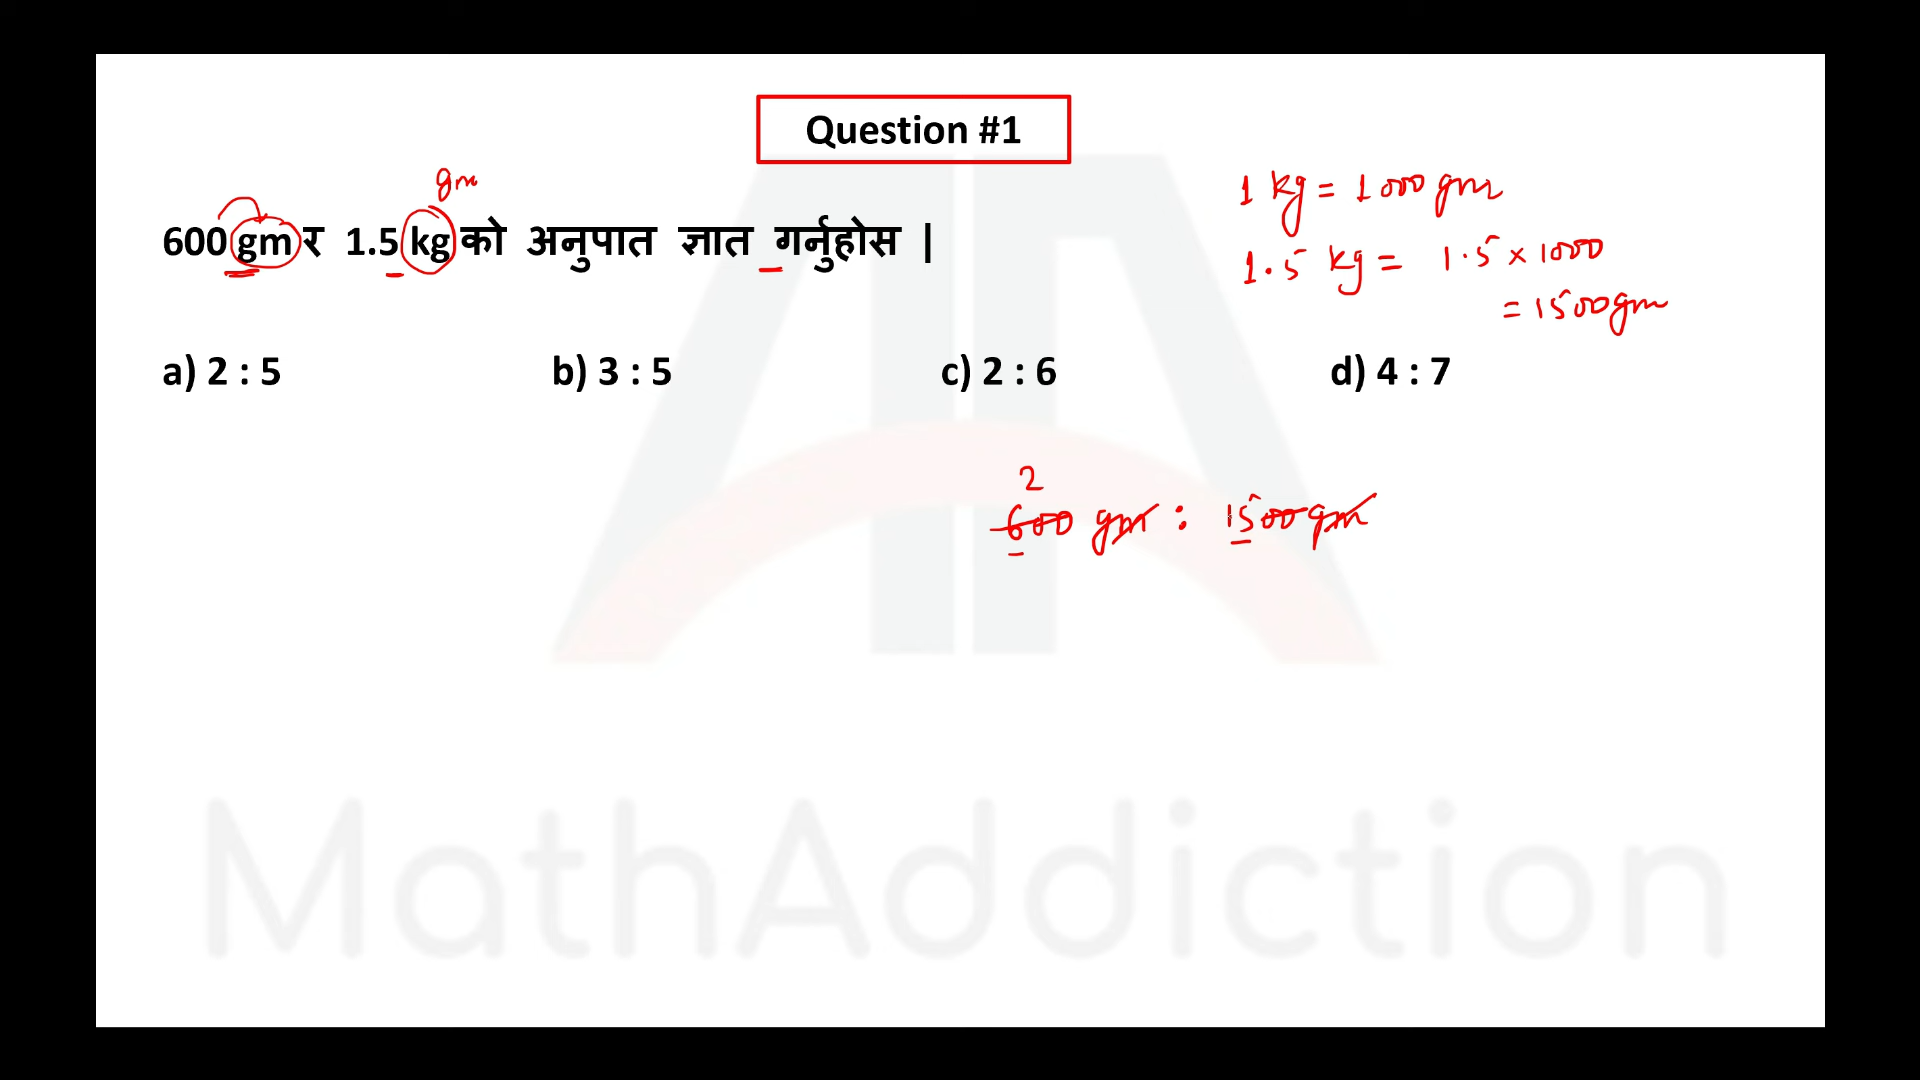 Question #1
gm
600 gm र 1.5 kg को अनुपात ज्ञात गर्नुहोस |
1 kg = 1000 gm
1.5 kg = 1.5 × 1000
= 1500 gm
a) 2 : 5 b) 3 : 5 c) 2 : 6 d) 4 : 7
2
600 gm : 1500 gm
MathAddiction